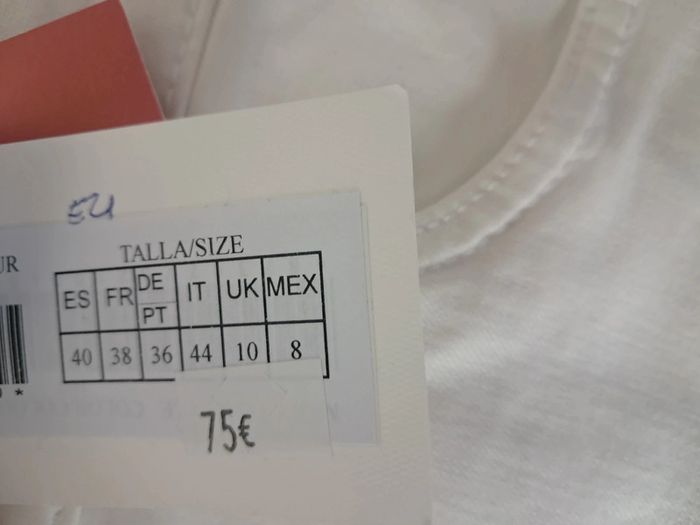 EU
TALLA/SIZE
UR
ES FR DE PT IT UK MEX
40 38 36 44 10 8
75€